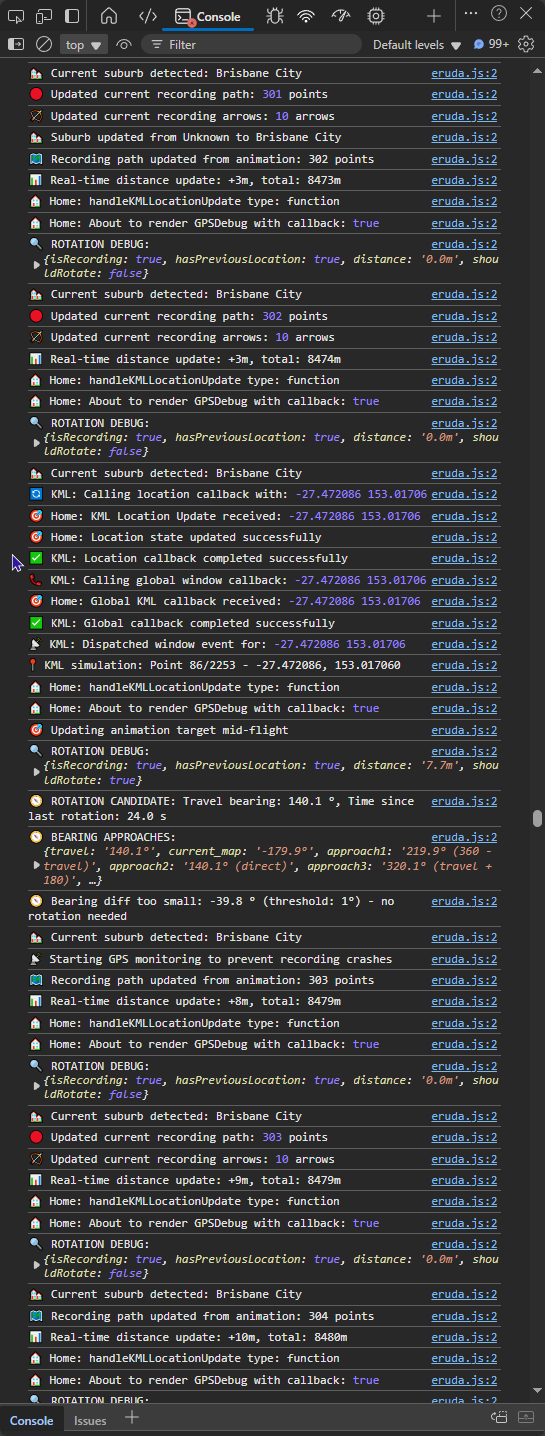 Console
top
Filter
Default levels
99+
Current suburb detected: Brisbane City eruda.js:2
Updated current recording path: 301 points eruda.js:2
Updated current recording arrows: 10 arrows eruda.js:2
Suburb updated from Unknown to Brisbane City eruda.js:2
Recording path updated from animation: 302 points eruda.js:2
Real-time distance update: +3m, total: 8473m eruda.js:2
Home: handleKMLLocationUpdate type: function eruda.js:2
Home: About to render GPSDebug with callback: true eruda.js:2
ROTATION DEBUG: eruda.js:2
{isRecording: true, hasPreviousLocation: true, distance: '0.0m', shou
ldRotate: false}
Current suburb detected: Brisbane City eruda.js:2
Updated current recording path: 302 points eruda.js:2
Updated current recording arrows: 10 arrows eruda.js:2
Real-time distance update: +3m, total: 8474m eruda.js:2
Home: handleKMLLocationUpdate type: function eruda.js:2
Home: About to render GPSDebug with callback: true eruda.js:2
ROTATION DEBUG: eruda.js:2
{isRecording: true, hasPreviousLocation: true, distance: '0.0m', shou
ldRotate: false}
Current suburb detected: Brisbane City eruda.js:2
KML: Calling location callback with: -27.472086 153.01706 eruda.js:2
Home: KML Location Update received: -27.472086 153.01706 eruda.js:2
Home: Location state updated successfully eruda.js:2
KML: Location callback completed successfully eruda.js:2
KML: Calling global window callback: -27.472086 153.01706 eruda.js:2
Home: Global KML callback received: -27.472086 153.01706 eruda.js:2
KML: Global callback completed successfully eruda.js:2
KML: Dispatched window event for: -27.472086 153.01706 eruda.js:2
KML simulation: Point 86/2253 - -27.472086, 153.017060 eruda.js:2
Home: handleKMLLocationUpdate type: function eruda.js:2
Home: About to render GPSDebug with callback: true eruda.js:2
Updating animation target mid-flight eruda.js:2
ROTATION DEBUG: eruda.js:2
{isRecording: true, hasPreviousLocation: true, distance: '7.7m', shou
ldRotate: true}
ROTATION CANDIDATE: Travel bearing: 140.1 °, Time since eruda.js:2
last rotation: 24.0 s
BEARING APPROACHES: eruda.js:2
{travel: '140.1°', current_map: '-179.9°', approach1: '219.9° (360 -
travel)', approach2: '140.1° (direct)', approach3: '320.1° (travel +
180)', …}
Bearing diff too small: -39.8 ° (threshold: 1°) - no eruda.js:2
rotation needed
Current suburb detected: Brisbane City eruda.js:2
Starting GPS monitoring to prevent recording crashes eruda.js:2
Recording path updated from animation: 303 points eruda.js:2
Real-time distance update: +8m, total: 8479m eruda.js:2
Home: handleKMLLocationUpdate type: function eruda.js:2
Home: About to render GPSDebug with callback: true eruda.js:2
ROTATION DEBUG: eruda.js:2
{isRecording: true, hasPreviousLocation: true, distance: '0.0m', shou
ldRotate: false}
Current suburb detected: Brisbane City eruda.js:2
Updated current recording path: 303 points eruda.js:2
Updated current recording arrows: 10 arrows eruda.js:2
Real-time distance update: +9m, total: 8479m eruda.js:2
Home: handleKMLLocationUpdate type: function eruda.js:2
Home: About to render GPSDebug with callback: true eruda.js:2
ROTATION DEBUG: eruda.js:2
{isRecording: true, hasPreviousLocation: true, distance: '0.0m', shou
ldRotate: false}
Current suburb detected: Brisbane City eruda.js:2
Recording path updated from animation: 304 points eruda.js:2
Real-time distance update: +10m, total: 8480m eruda.js:2
Home: handleKMLLocationUpdate type: function eruda.js:2
Home: About to render GPSDebug with callback: true eruda.js:2
ROTATION DEBUG: eruda.js:2
Console
Issues